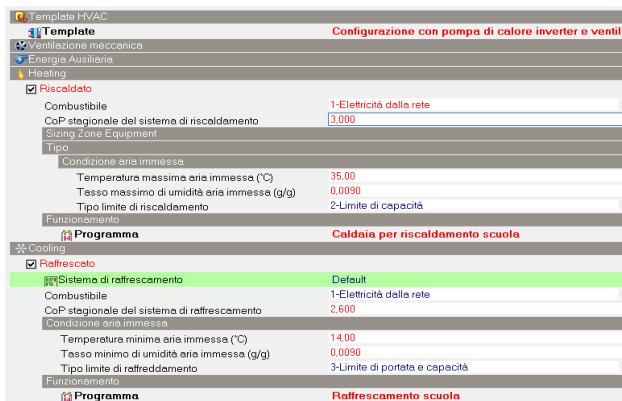 Template HVAC
Template Configurazione con pompa di calore inverter e ventil
Ventilazione meccanica
Energia Ausiliaria
Heating
Riscaldato
Combustibile 1-Elettricità dalla rete
CoP stagionale del sistema di riscaldamento 3,000
Sizing Zone Equipment
Tipo
Condizione aria immessa
Temperatura massima aria immessa (°C) 35,00
Tasso massimo di umidità aria immessa (g/g) 0,0090
Tipo limite di riscaldamento 2-Limite di capacità
Funzionamento
Programma Caldaia per riscaldamento scuola
Cooling
Raffrescato
Sistema di raffrescamento Default
Combustibile 1-Elettricità dalla rete
CoP stagionale del sistema di raffrescamento 2,600
Condizione aria immessa
Temperatura minima aria immessa (°C) 14,00
Tasso minimo di umidità aria immessa (g/g) 0,0090
Tipo limite di raffreddamento 3-Limite di portata e capacità
Funzionamento
Programma Raffrescamento scuola